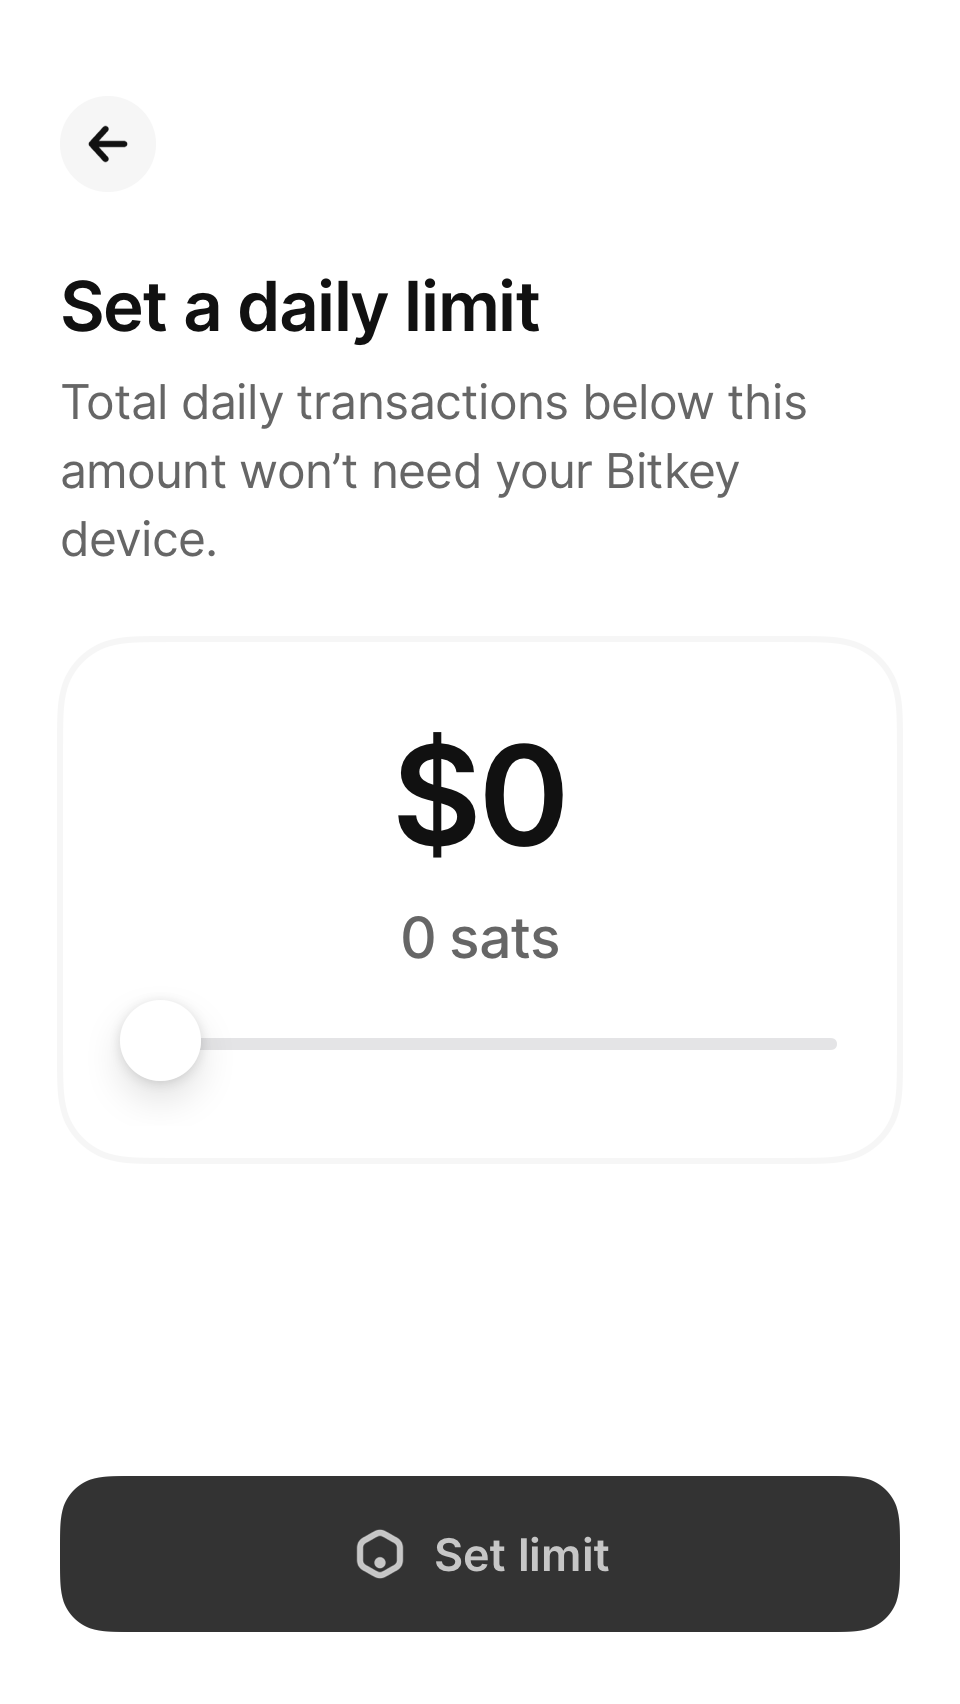 Set a daily limit
Total daily transactions below this
amount won’t need your Bitkey
device.
$0
0 sats
Set limit